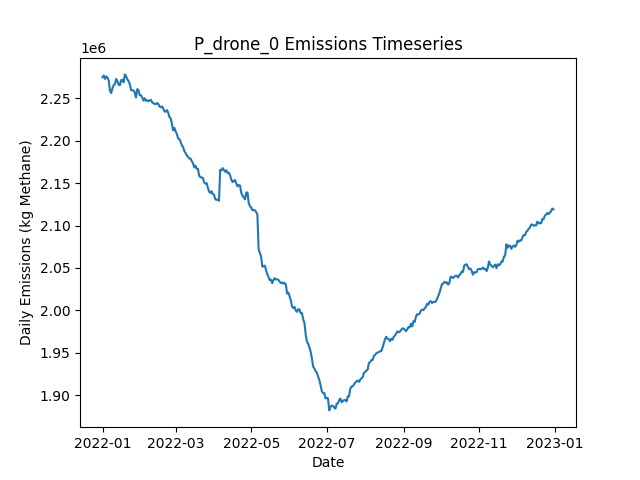 P_drone_0 Emissions Timeseries
1e6
2.25
2.20
2.15
2.10
2.05
2.00
1.95
1.90
Daily Emissions (kg Methane)
2022-01 2022-03 2022-05 2022-07 2022-09 2022-11 2023-01
Date